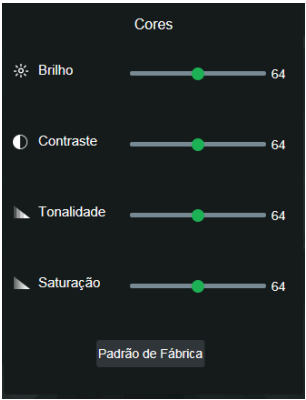 Cores
Brilho 64
Contraste 64
Tonalidade 64
Saturação 64
Padrão de Fábrica